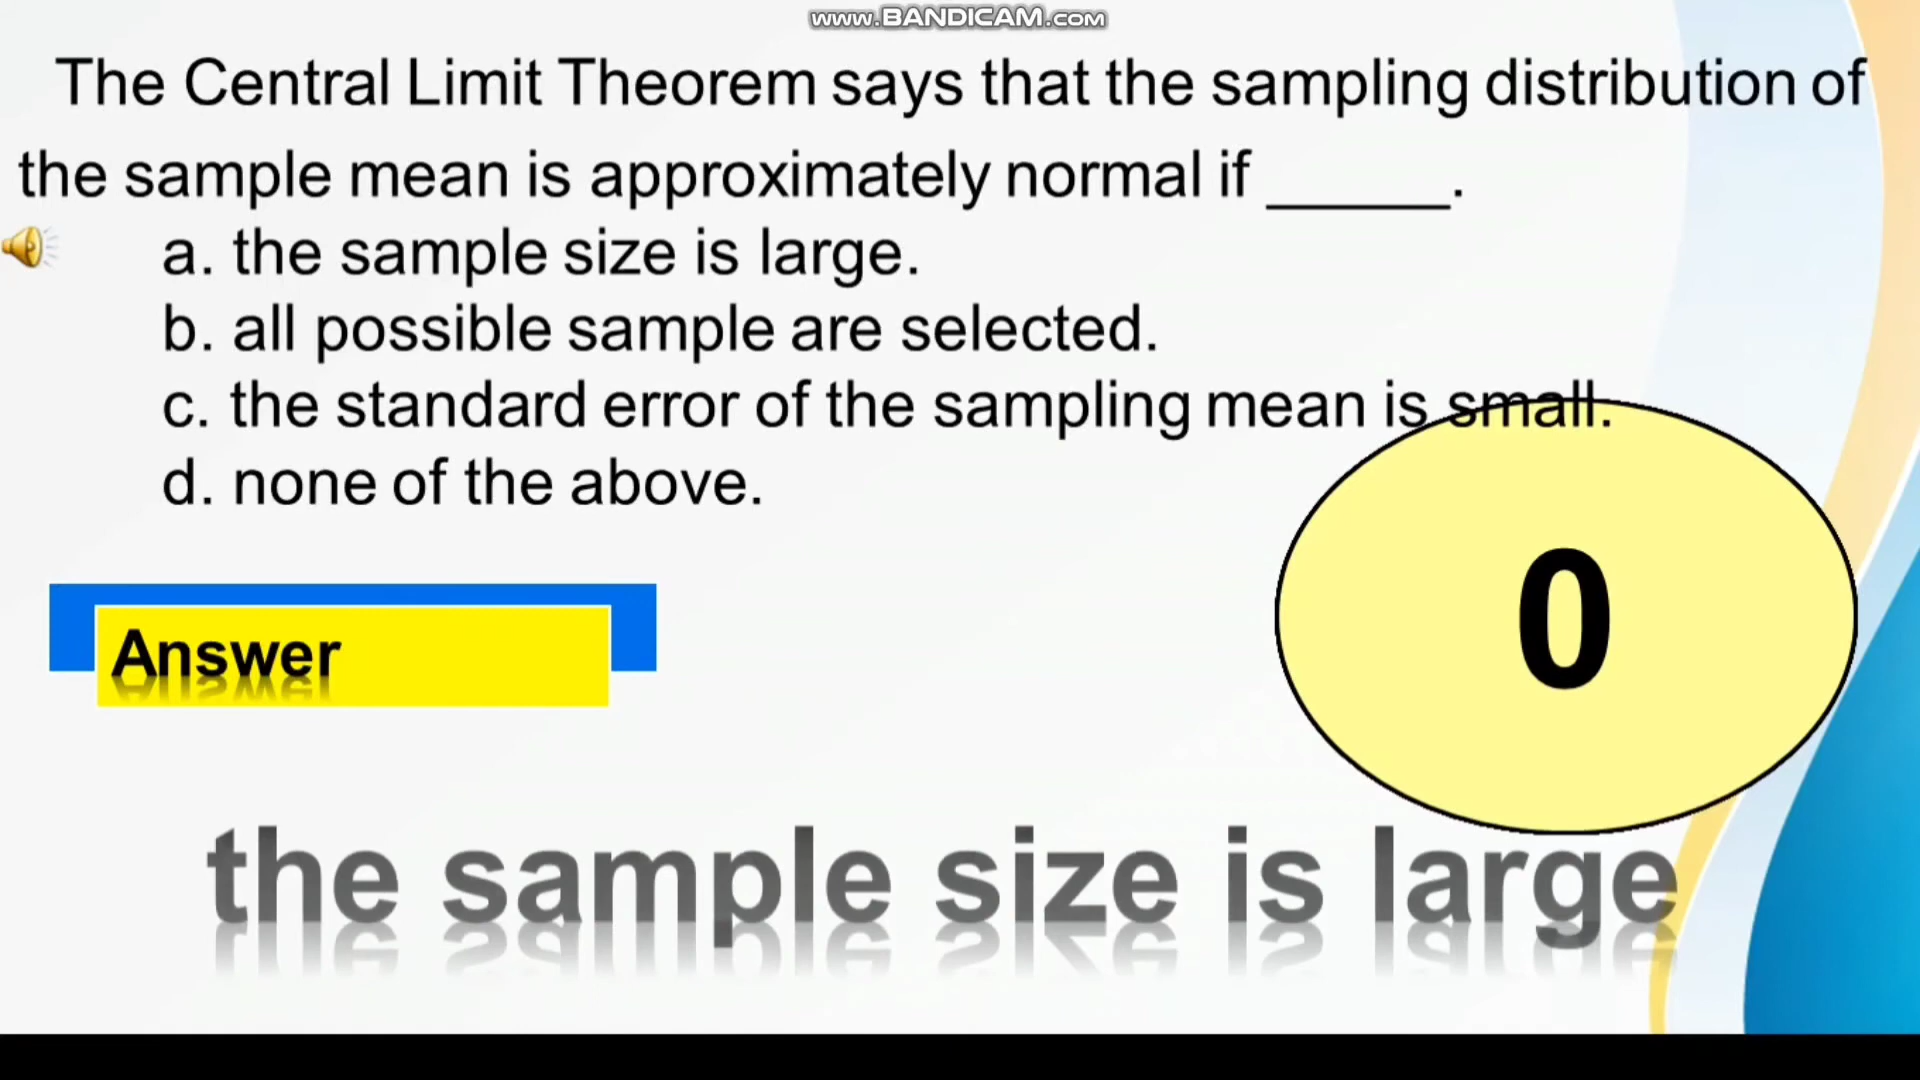 www.BANDICAM.com
The Central Limit Theorem says that the sampling distribution of
the sample mean is approximately normal if ______.
a. the sample size is large.
b. all possible sample are selected.
c. the standard error of the sampling mean is small.
d. none of the above.
Answer
0
the sample size is large